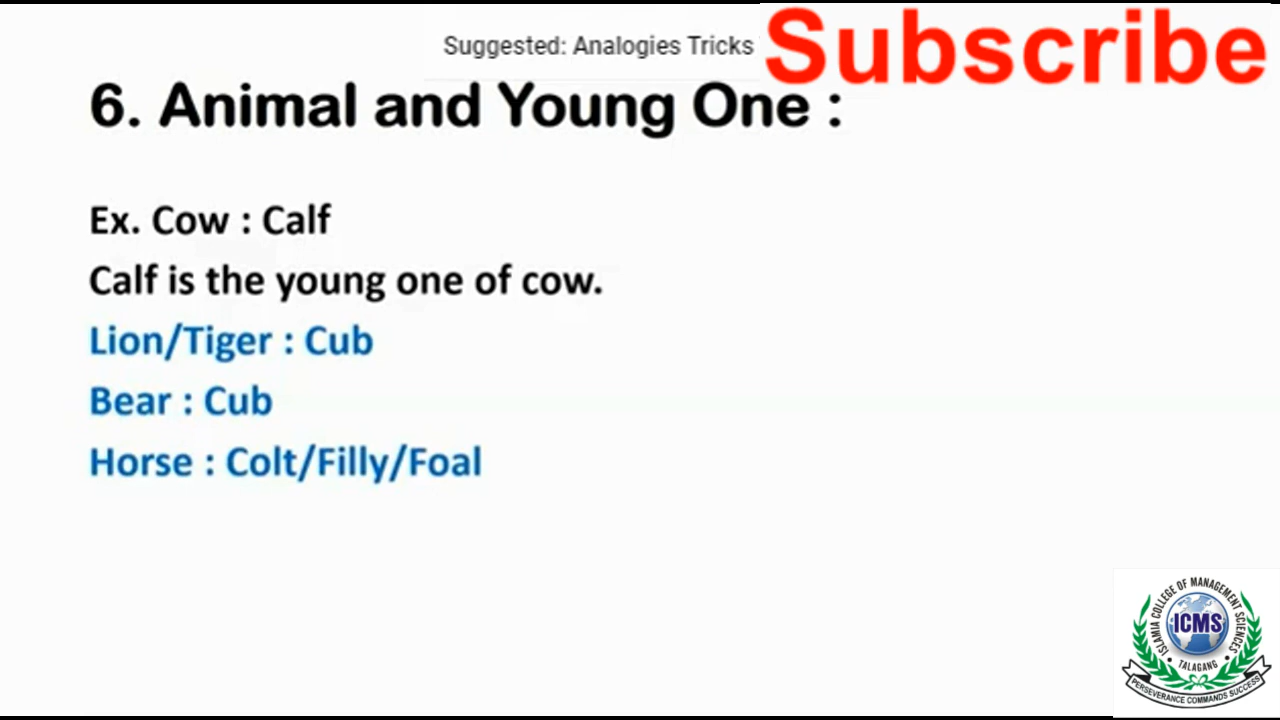 Suggested: Analogies Tricks
Subscribe
6. Animal and Young One :
Ex. Cow : Calf
Calf is the young one of cow.
Lion/Tiger : Cub
Bear : Cub
Horse : Colt/Filly/Foal
ISLAMIA COLLEGE OF MANAGEMENT SCIENCES
ICMS
• TALAGANG •
PERSEVERANCE COMMANDS SUCCESS